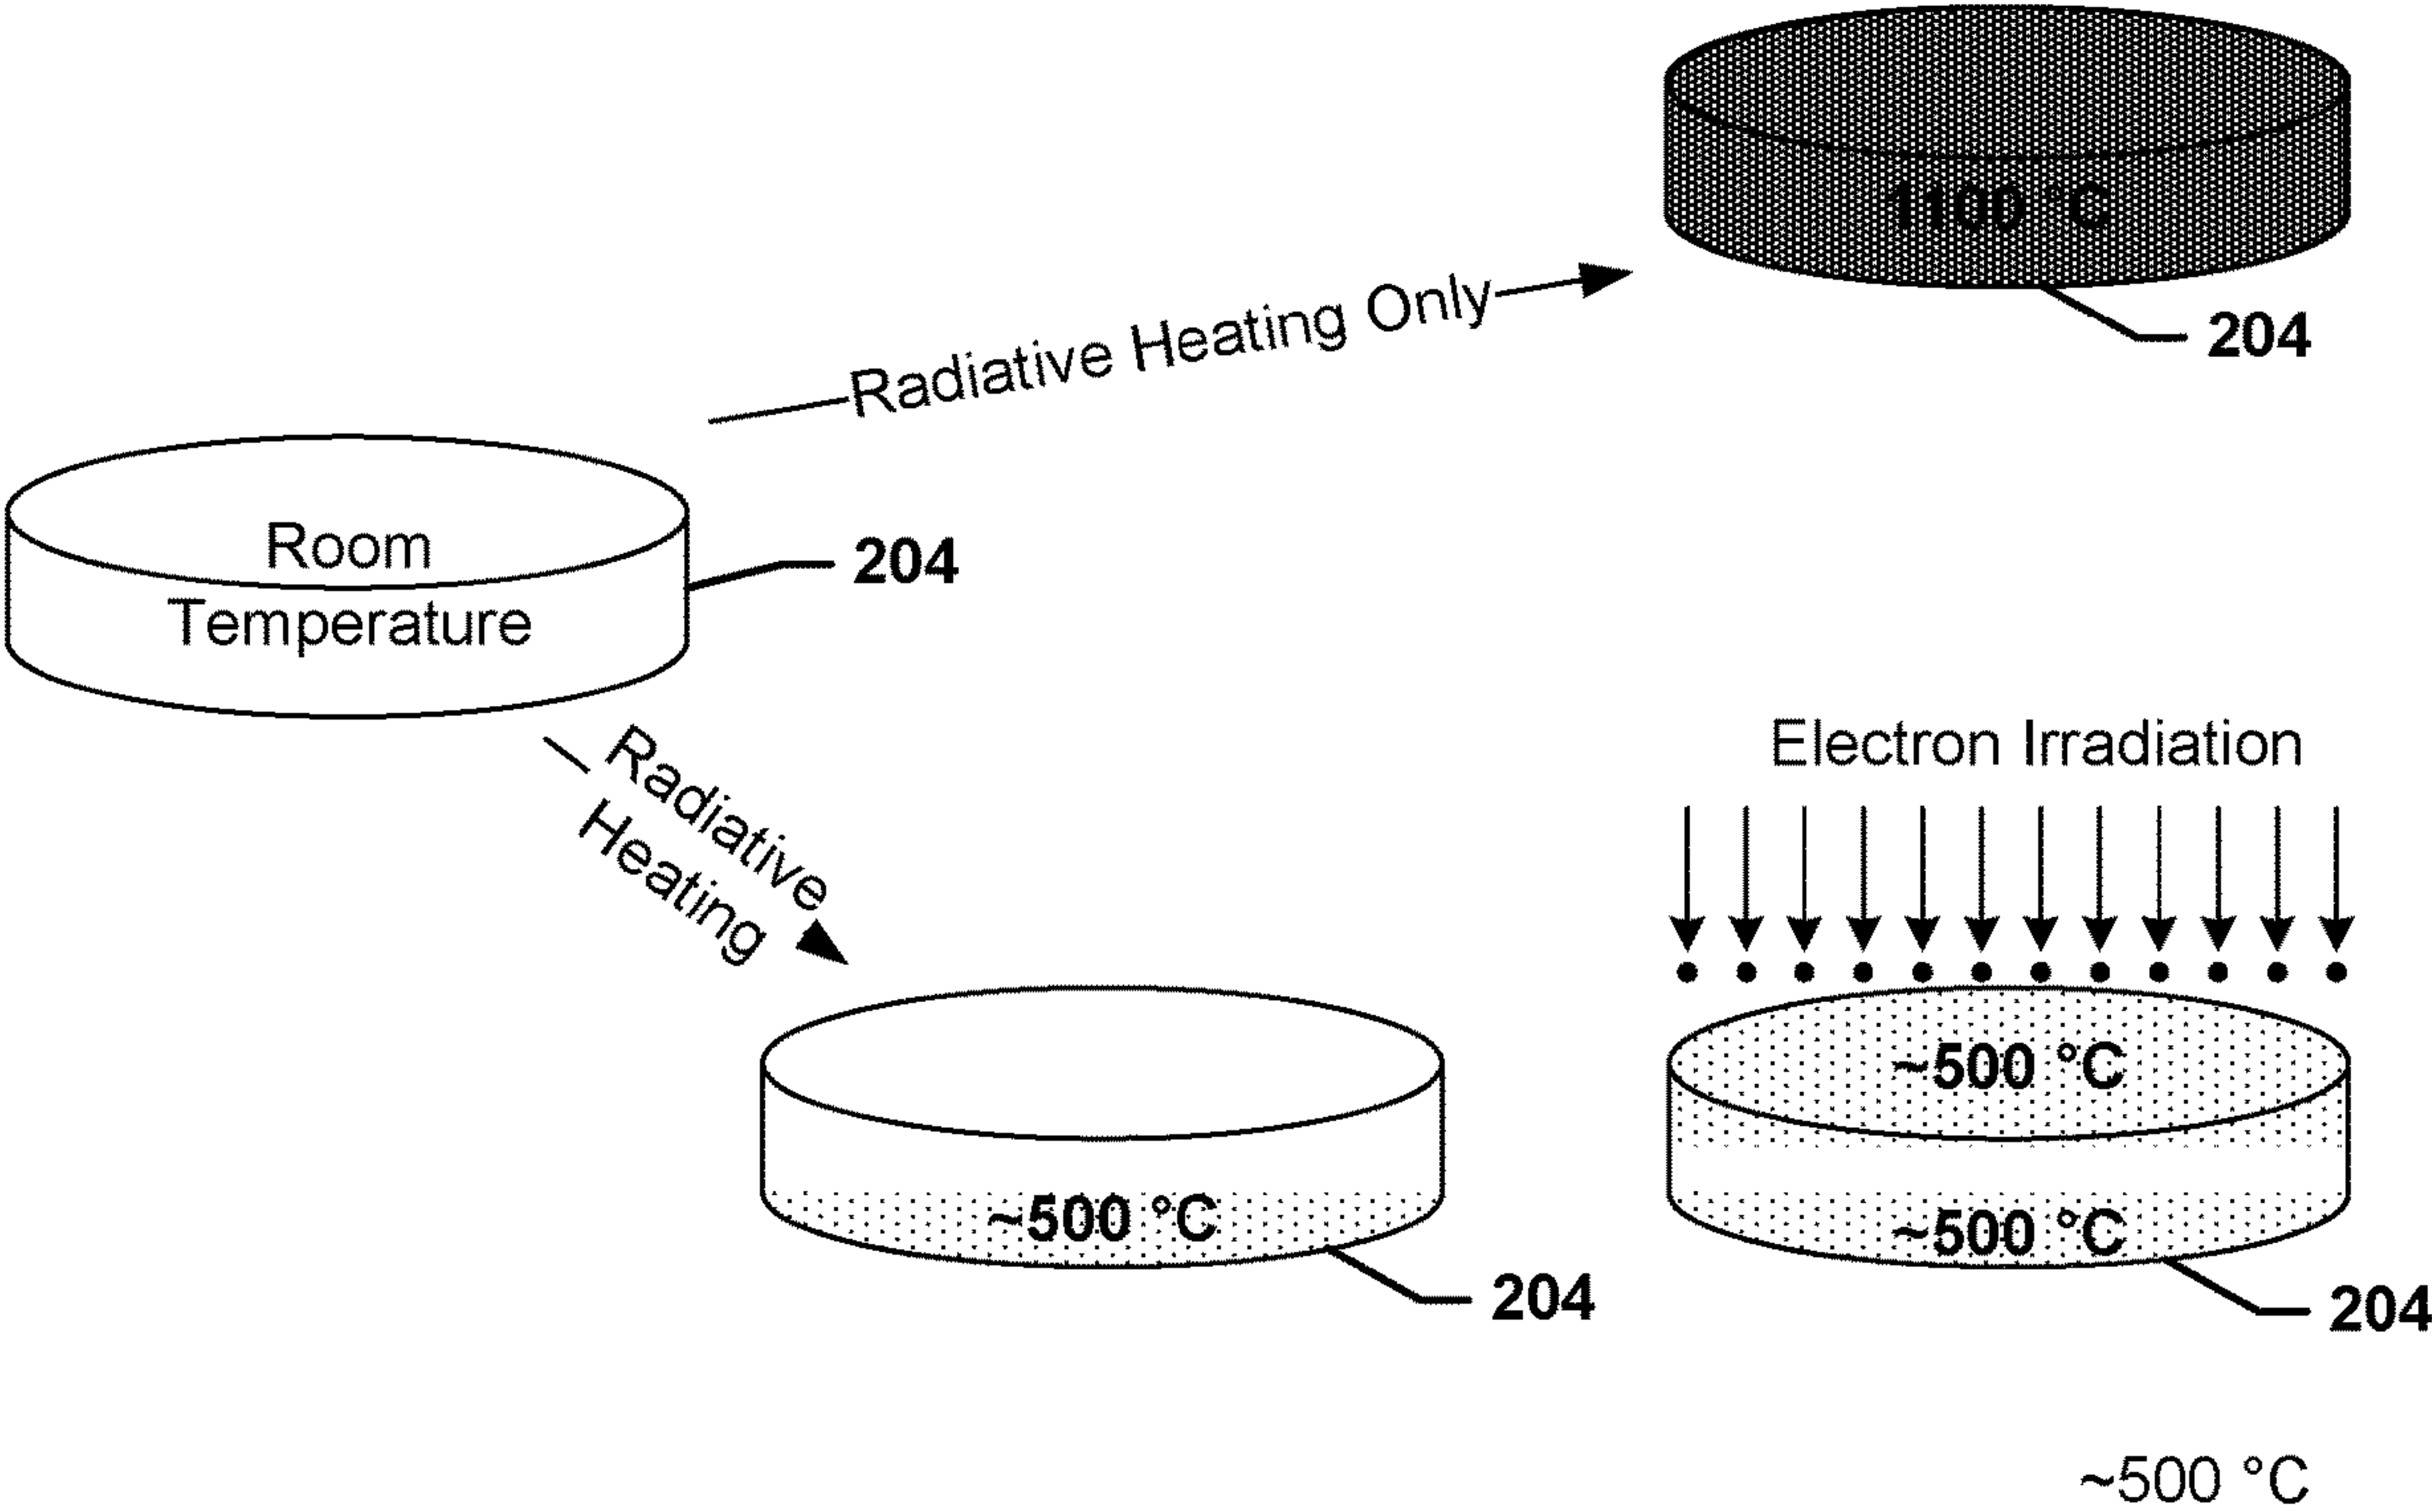 1100 °C
204
Radiative Heating Only
Room
Temperature
204
Radiative
Heating
Electron Irradiation
~500 °C
~500 °C
~500 °C
204
204
~500 °C